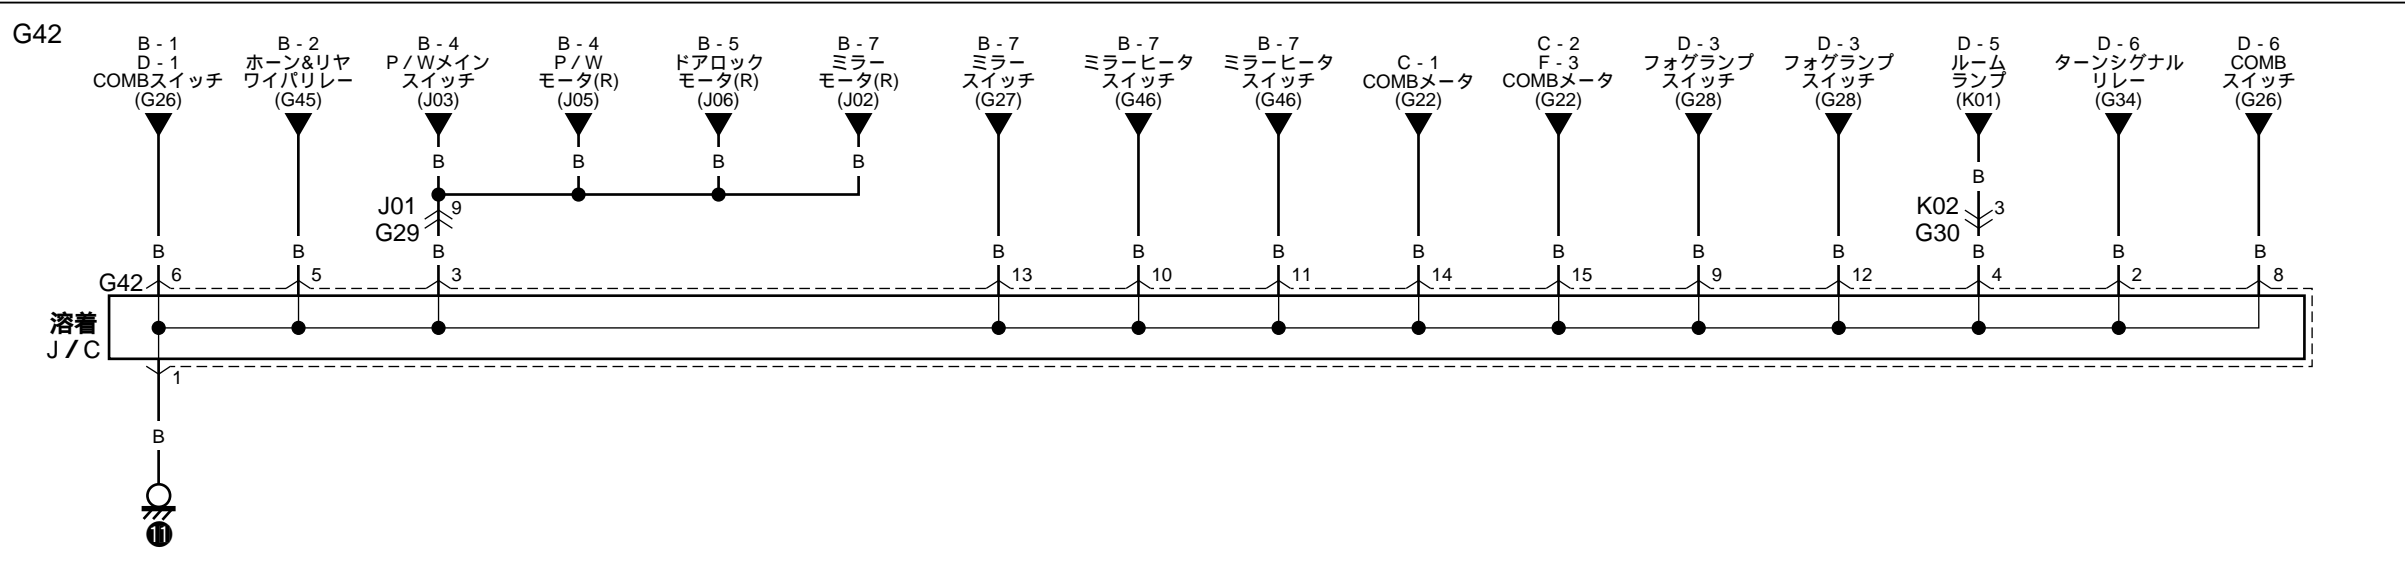 G42
B - 1
D - 1
COMBスイッチ
(G26)
B - 2
ホーン&リヤ
ワイパリレー
(G45)
B - 4
P / Wメイン
スイッチ
(J03)
B - 4
P / W
モータ(R)
(J05)
B - 5
ドアロック
モータ(R)
(J06)
B - 7
ミラー
モータ(R)
(J02)
B - 7
ミラー
スイッチ
(G27)
B - 7
ミラーヒータ
スイッチ
(G46)
B - 7
ミラーヒータ
スイッチ
(G46)
C - 1
COMBメータ
(G22)
C - 2
F - 3
COMBメータ
(G22)
D - 3
フォグランプ
スイッチ
(G28)
D - 3
フォグランプ
スイッチ
(G28)
D - 5
ルーム
ランプ
(K01)
D - 6
ターンシグナル
リレー
(G34)
D - 6
COMB
スイッチ
(G26)
B B B B
B
J01 9
G29
K02 3
G30
B B B B B B B B B B B B B
G42 6 5 3 13 10 11 14 15 9 12 4 2 8
溶着
J / C
1
B
11